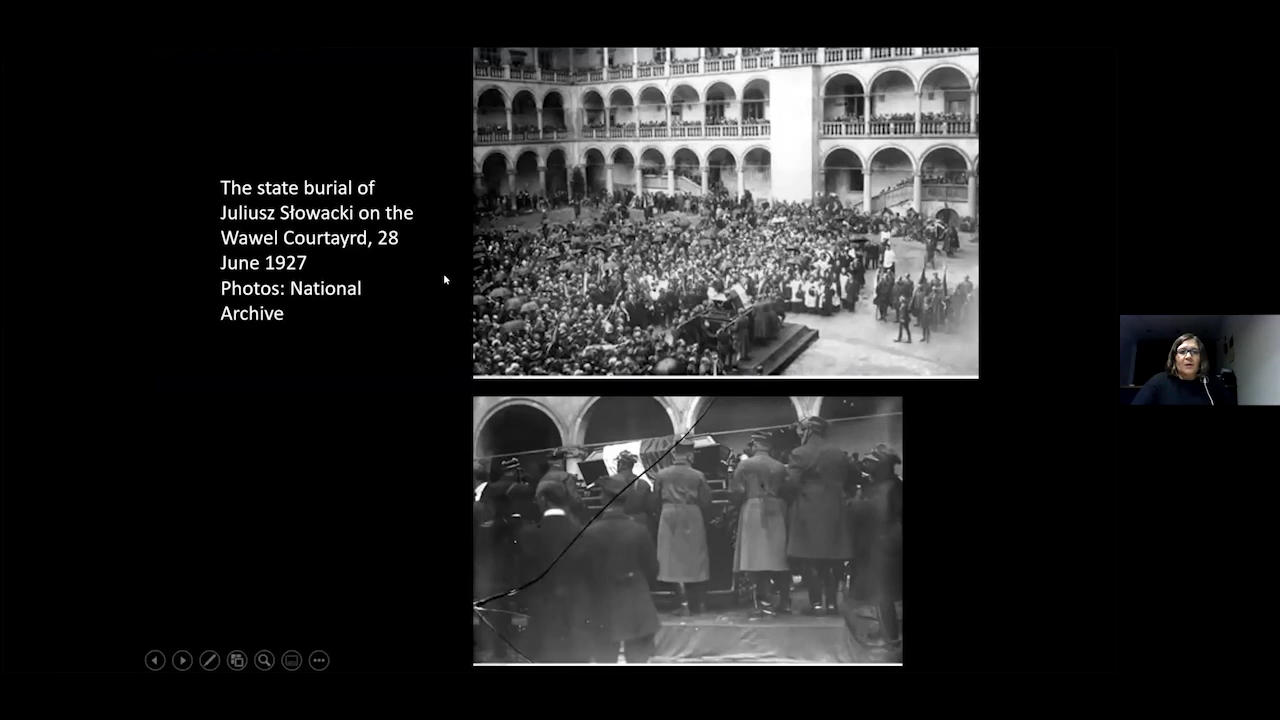 The state burial of
Juliusz Słowacki on the
Wawel Courtayrd, 28
June 1927
Photos: National
Archive